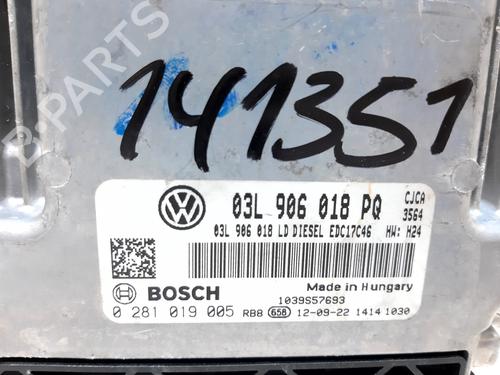 141351
03L 906 018 PQ
CJCA
3564
03L 906 018 LD DIESEL EDC17C46 HW: H24
Made in Hungary
BOSCH
1039S57693
0 281 019 005 RB8 658 12-09-22 1414 1030
B-PARTS